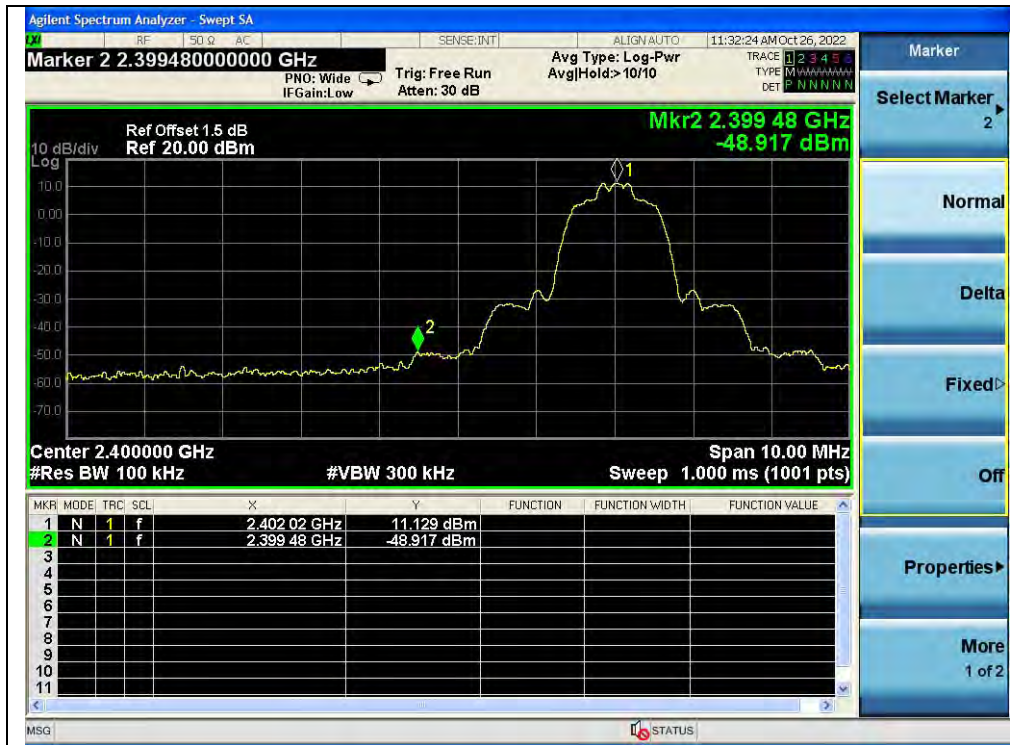 Agilent Spectrum Analyzer - Swept SA
LXI RF 50 Ω AC SENSE:INT ALIGN AUTO 11:32:24 AM Oct 26, 2022
Marker 2 2.399480000000 GHz
PNO: Wide Trig: Free Run
IFGain:Low Atten: 30 dB
Avg Type: Log-Pwr
Avg|Hold:>10/10
TRACE 1 2 3 4 5 6
TYPE M WWWWW
DET P N N N N N
Mkr2 2.399 48 GHz
-48.917 dBm
Ref Offset 1.5 dB
10 dB/div Ref 20.00 dBm
Log
10.0
0.00
-10.0
-20.0
-30.0
-40.0
-50.0
-60.0
-70.0
1
2
Center 2.400000 GHz Span 10.00 MHz
#Res BW 100 kHz #VBW 300 kHz Sweep 1.000 ms (1001 pts)
MKR MODE TRC SCL X Y FUNCTION FUNCTION WIDTH FUNCTION VALUE
1 N 1 f 2.402 02 GHz 11.129 dBm
2 N 1 f 2.399 48 GHz -48.917 dBm
3
4
5
6
7
8
9
10
11
MSG STATUS
Marker
Select Marker
2
Normal
Delta
Fixed
Off
Properties
More
1 of 2